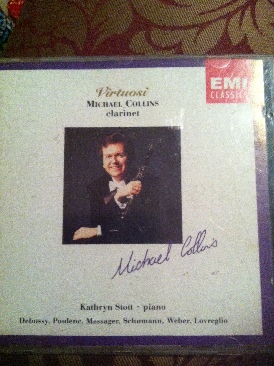 Virtuosi
EMI
CLASSICS
MICHAEL COLLINS
clarinet
Michael Collins
Kathryn Stott - piano
Debussy, Poulenc, Messager, Schumann, Weber, Lovreglio